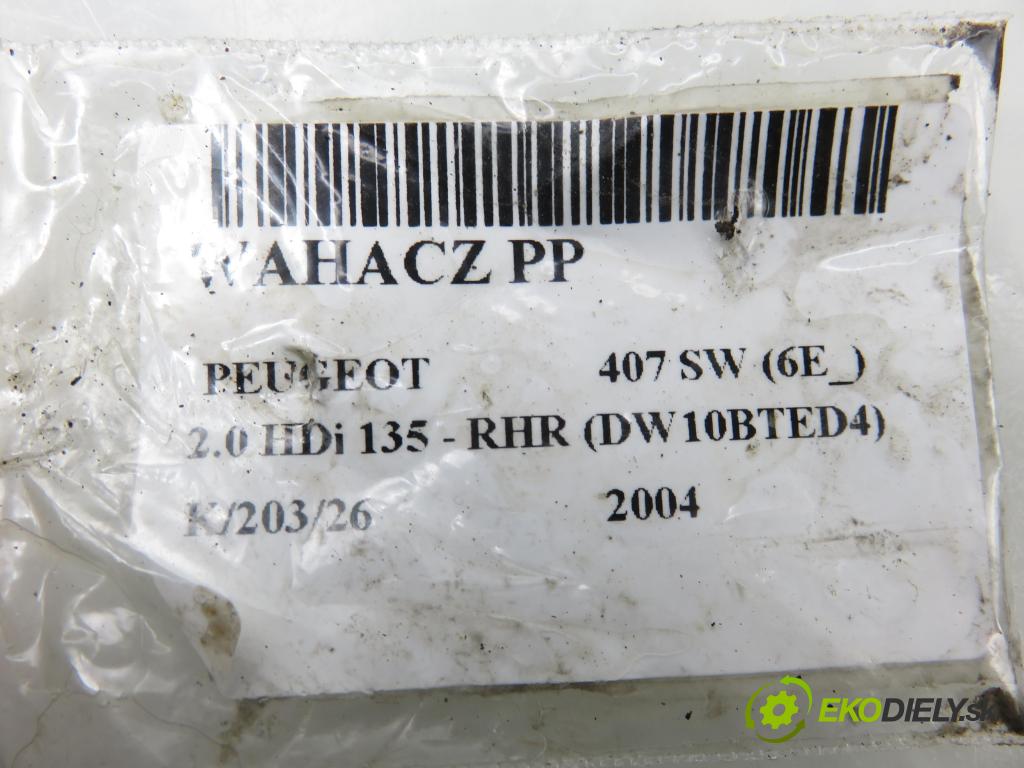 WAHACZ PP
PEUGEOT 407 SW (6E_)
2.0 HDi 135 - RHR (DW10BTED4)
K/203/26 2004
EKODIELY.SK